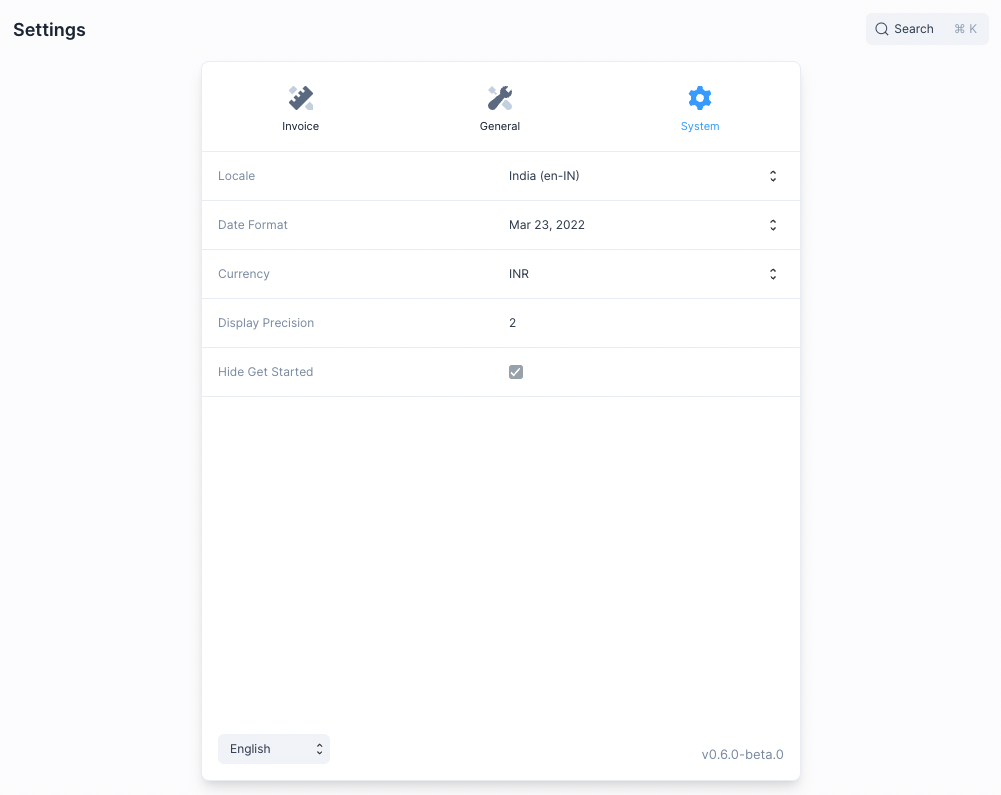 Settings
Search ⌘ K
Invoice
General
System
Locale India (en-IN)
Date Format Mar 23, 2022
Currency INR
Display Precision 2
Hide Get Started
English
v0.6.0-beta.0